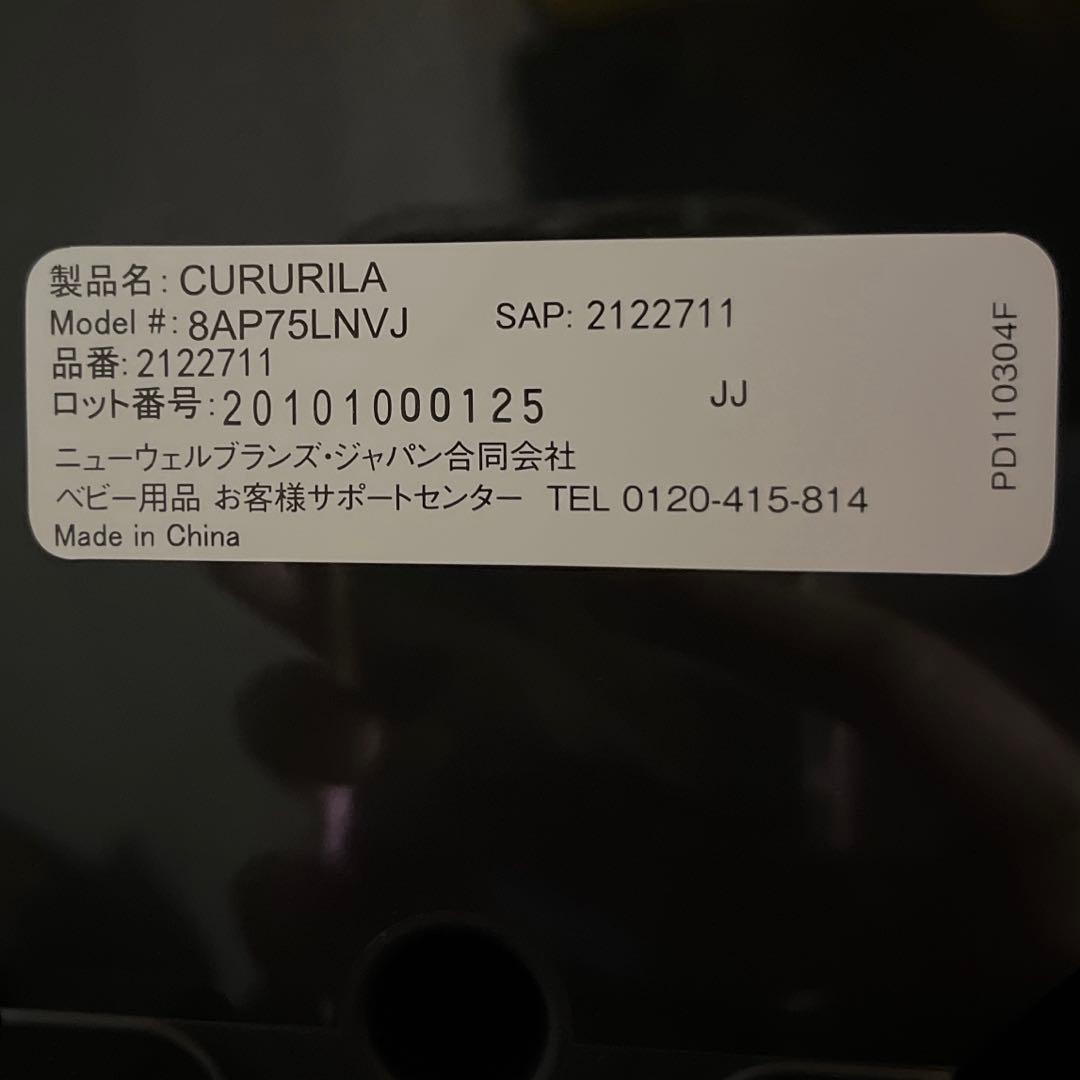 製品名: CURURILA
Model #: 8AP75LNVJ SAP: 2122711
品番: 2122711
ロット番号: 20101000125 JJ
ニューウェルブランズ・ジャパン合同会社
ベビー用品 お客様サポートセンター TEL 0120-415-814
Made in China
PD110304F